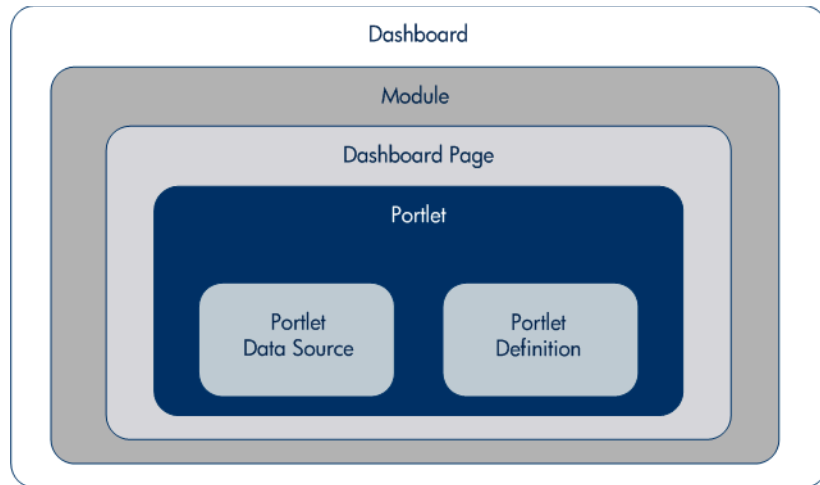 Dashboard
Module
Dashboard Page
Portlet
Portlet
Data Source
Portlet
Definition